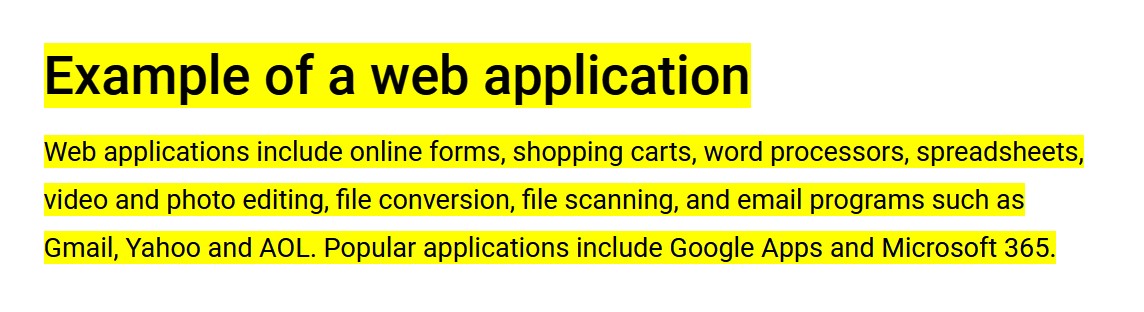 Example of a web application
Web applications include online forms, shopping carts, word processors, spreadsheets,
video and photo editing, file conversion, file scanning, and email programs such as
Gmail, Yahoo and AOL. Popular applications include Google Apps and Microsoft 365.